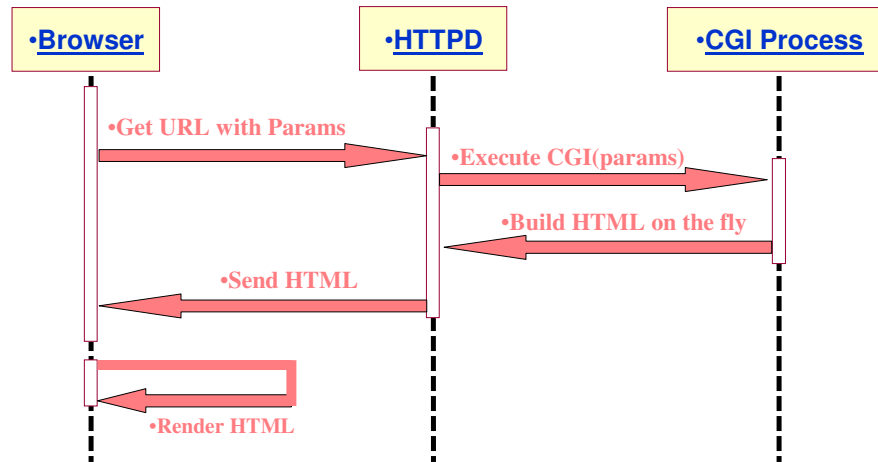 •Browser
•HTTPD
•CGI Process
•Get URL with Params
•Execute CGI(params)
•Build HTML on the fly
•Send HTML
•Render HTML